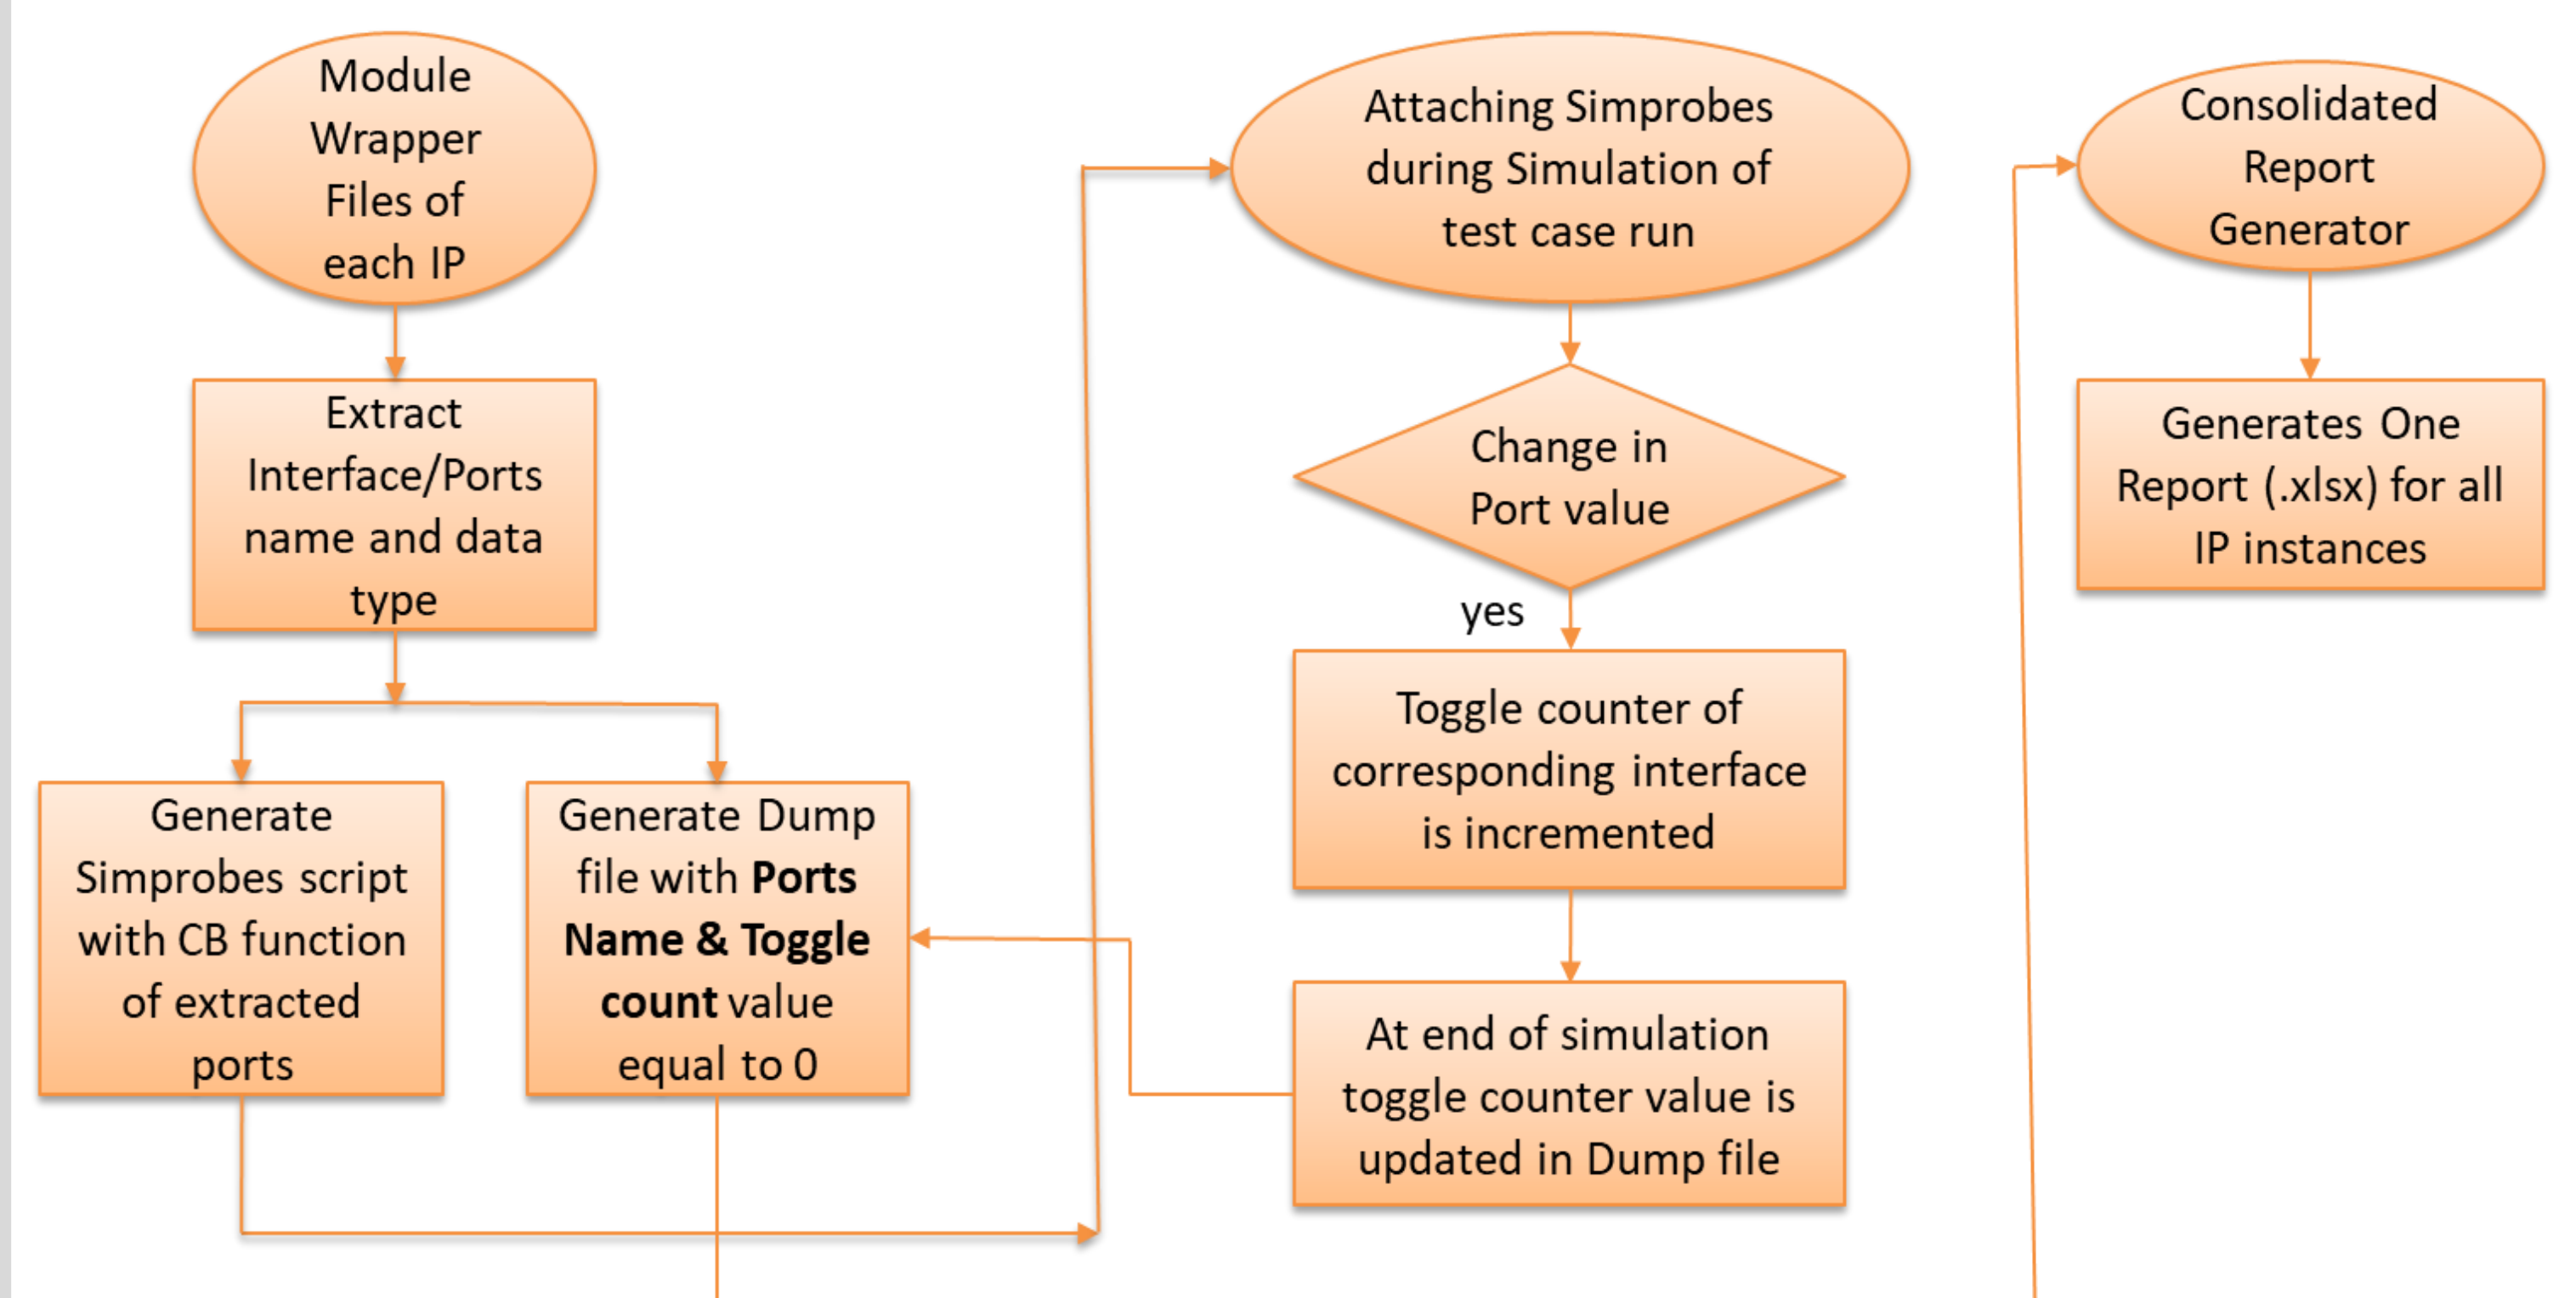 Module
Wrapper
Files of
each IP
Extract
Interface/Ports
name and data
type
Generate
Simprobes script
with CB function
of extracted
ports
Generate Dump
file with Ports
Name & Toggle
count value
equal to 0
Attaching Simprobes
during Simulation of
test case run
Change in
Port value
yes
Toggle counter of
corresponding interface
is incremented
At end of simulation
toggle counter value is
updated in Dump file
Consolidated
Report
Generator
Generates One
Report (.xlsx) for all
IP instances